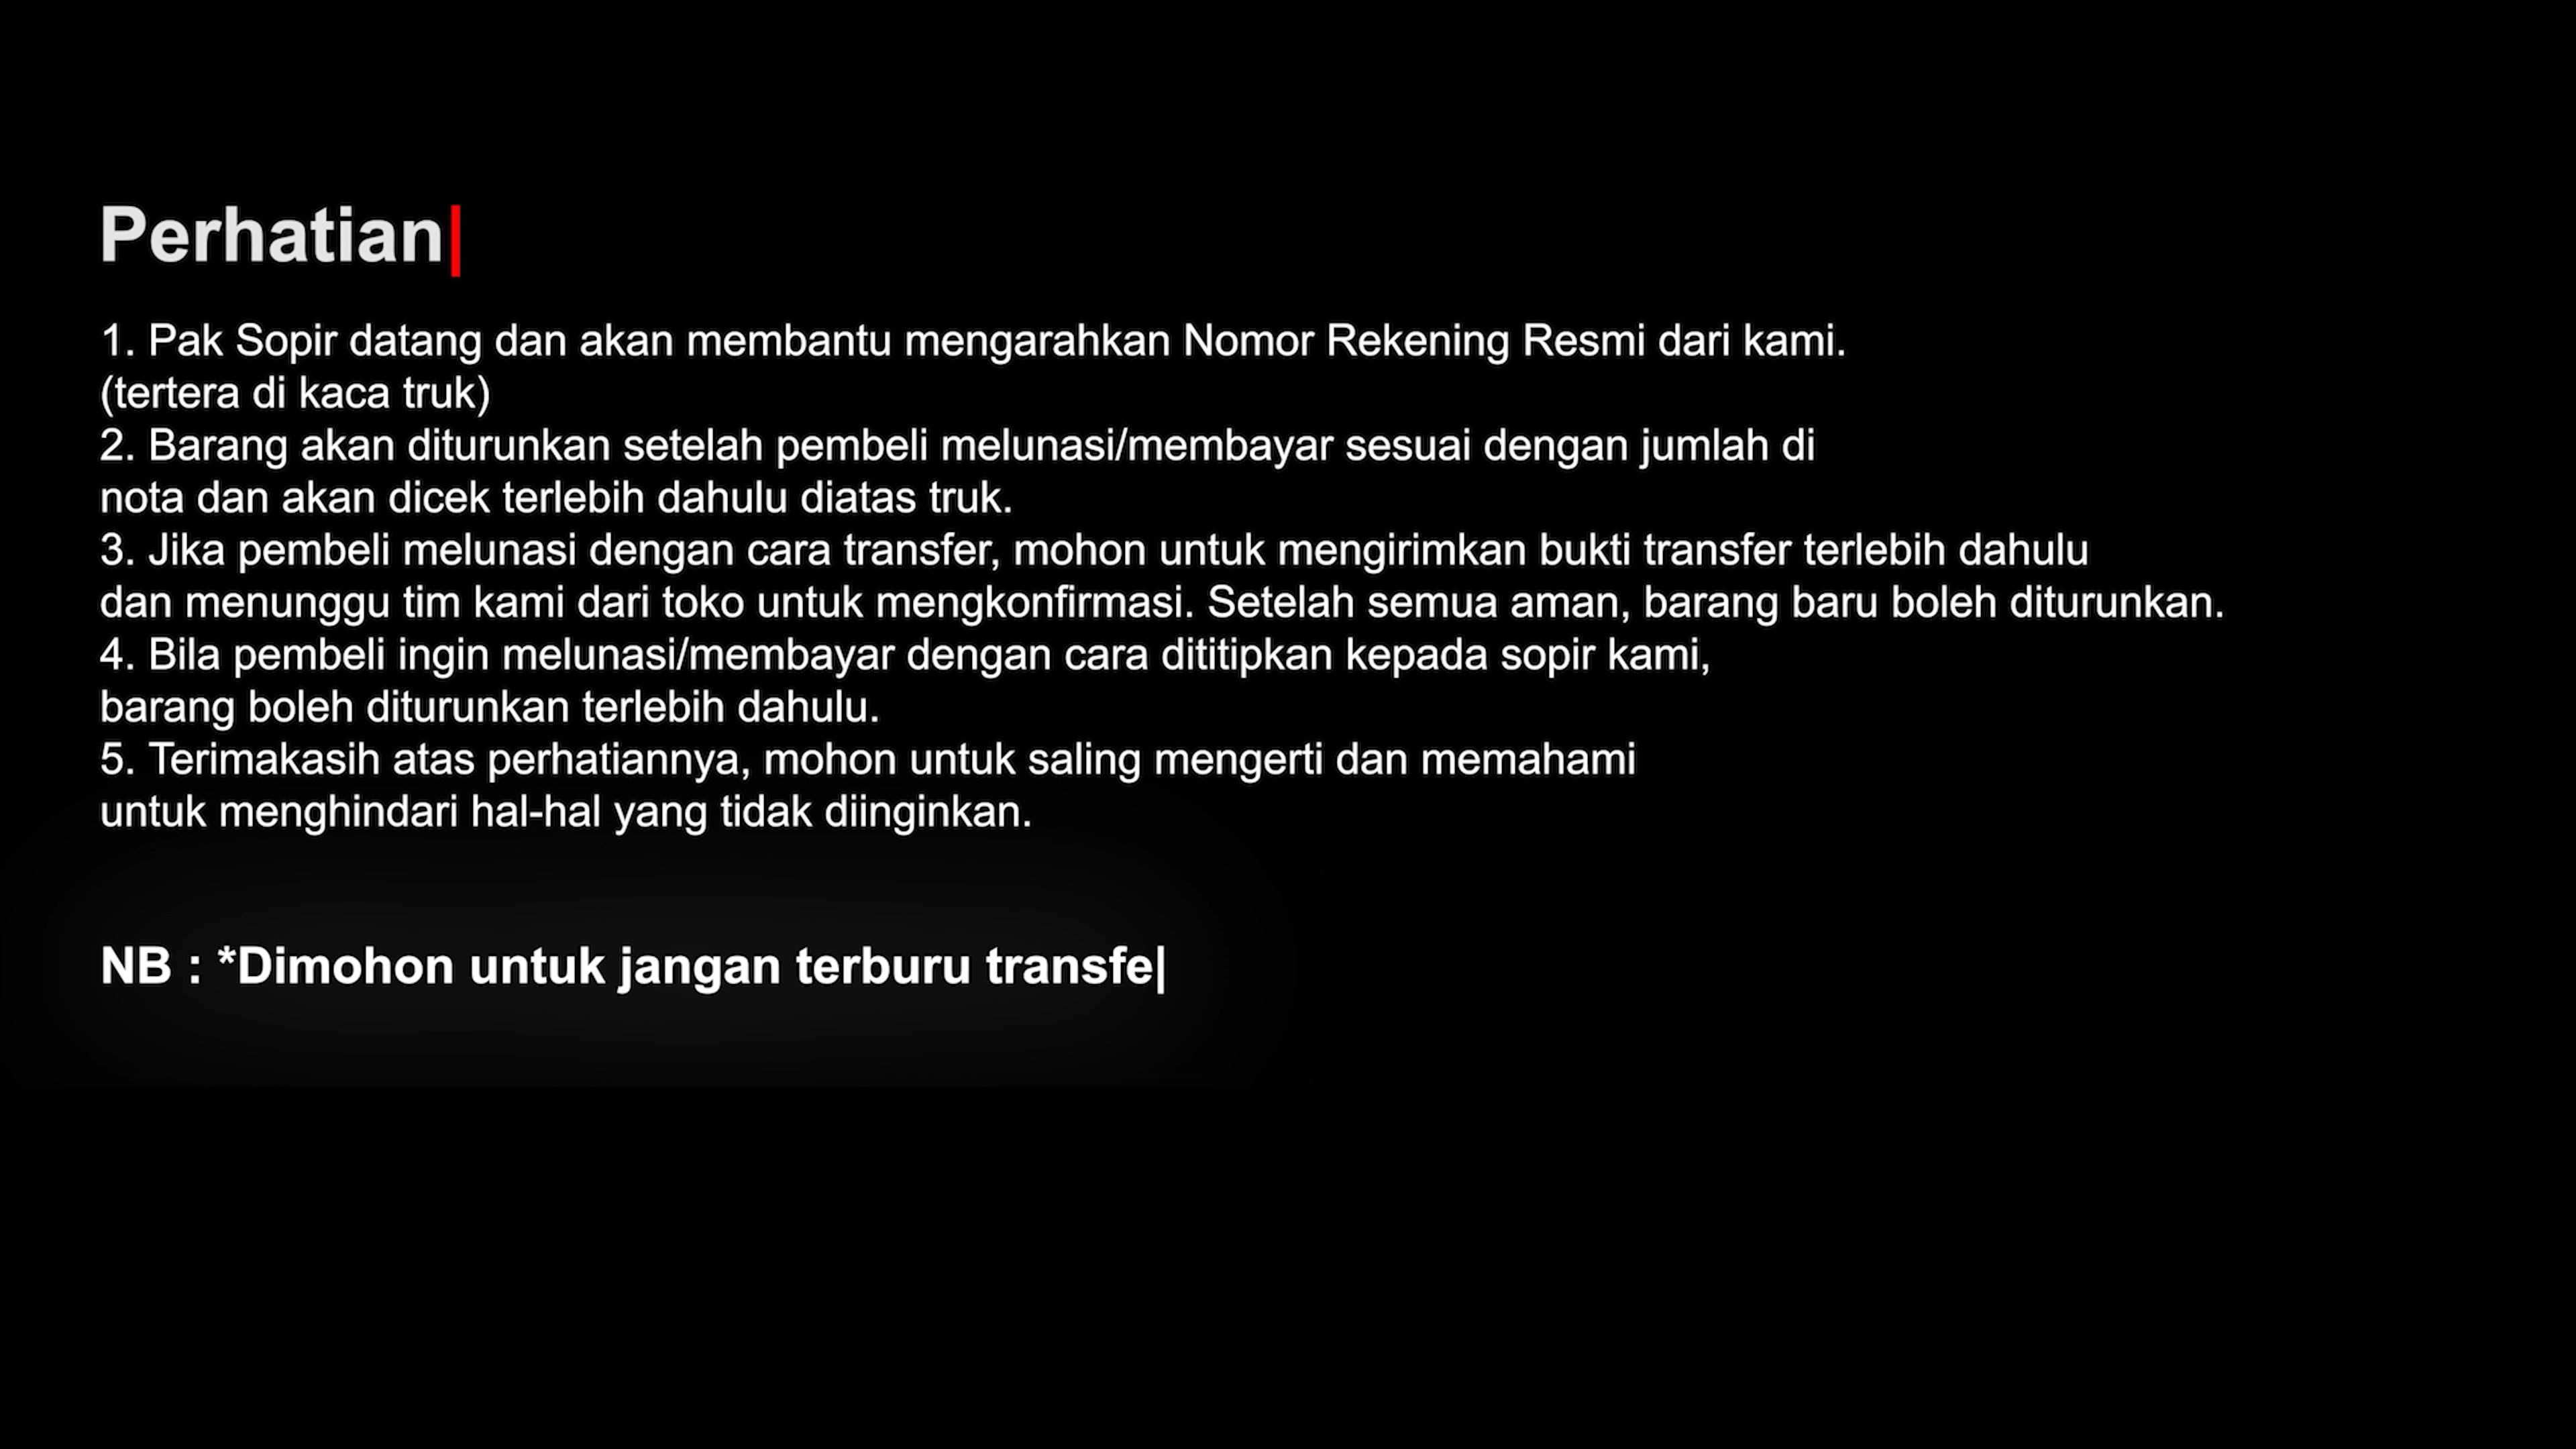 Perhatian
1. Pak Sopir datang dan akan membantu mengarahkan Nomor Rekening Resmi dari kami.
(tertera di kaca truk)
2. Barang akan diturunkan setelah pembeli melunasi/membayar sesuai dengan jumlah di
nota dan akan dicek terlebih dahulu diatas truk.
3. Jika pembeli melunasi dengan cara transfer, mohon untuk mengirimkan bukti transfer terlebih dahulu
dan menunggu tim kami dari toko untuk mengkonfirmasi. Setelah semua aman, barang baru boleh diturunkan.
4. Bila pembeli ingin melunasi/membayar dengan cara dititipkan kepada sopir kami,
barang boleh diturunkan terlebih dahulu.
5. Terimakasih atas perhatiannya, mohon untuk saling mengerti dan memahami
untuk menghindari hal-hal yang tidak diinginkan.
NB : *Dimohon untuk jangan terburu transfe